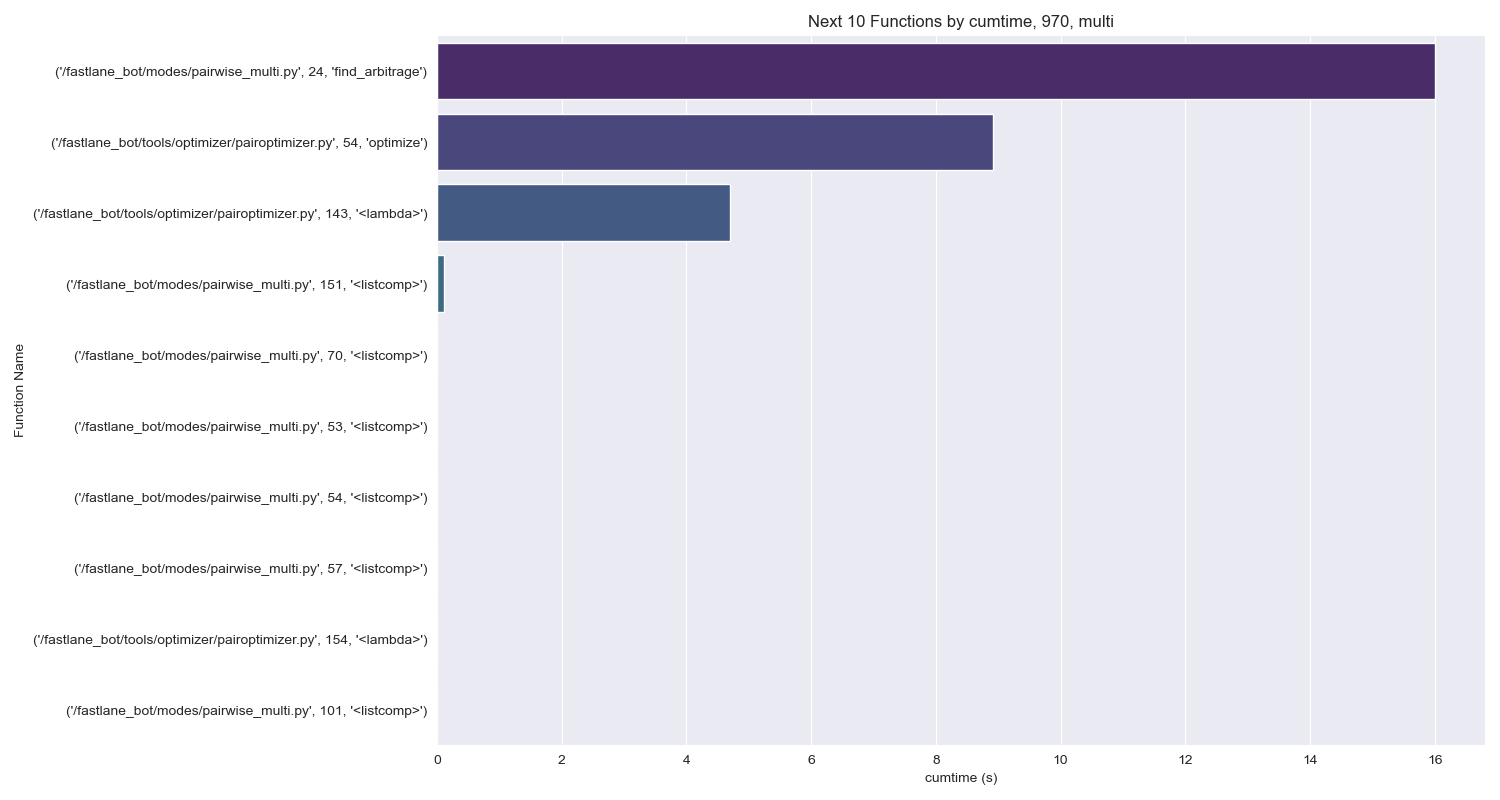 Next 10 Functions by cumtime, 970, multi
('/fastlane_bot/modes/pairwise_multi.py', 24, 'find_arbitrage')
('/fastlane_bot/tools/optimizer/pairoptimizer.py', 54, 'optimize')
('/fastlane_bot/tools/optimizer/pairoptimizer.py', 143, '<lambda>')
('/fastlane_bot/modes/pairwise_multi.py', 151, '<listcomp>')
('/fastlane_bot/modes/pairwise_multi.py', 70, '<listcomp>')
('/fastlane_bot/modes/pairwise_multi.py', 53, '<listcomp>')
('/fastlane_bot/modes/pairwise_multi.py', 54, '<listcomp>')
('/fastlane_bot/modes/pairwise_multi.py', 57, '<listcomp>')
('/fastlane_bot/tools/optimizer/pairoptimizer.py', 154, '<lambda>')
('/fastlane_bot/modes/pairwise_multi.py', 101, '<listcomp>')
Function Name
0 2 4 6 8 10 12 14 16
cumtime (s)